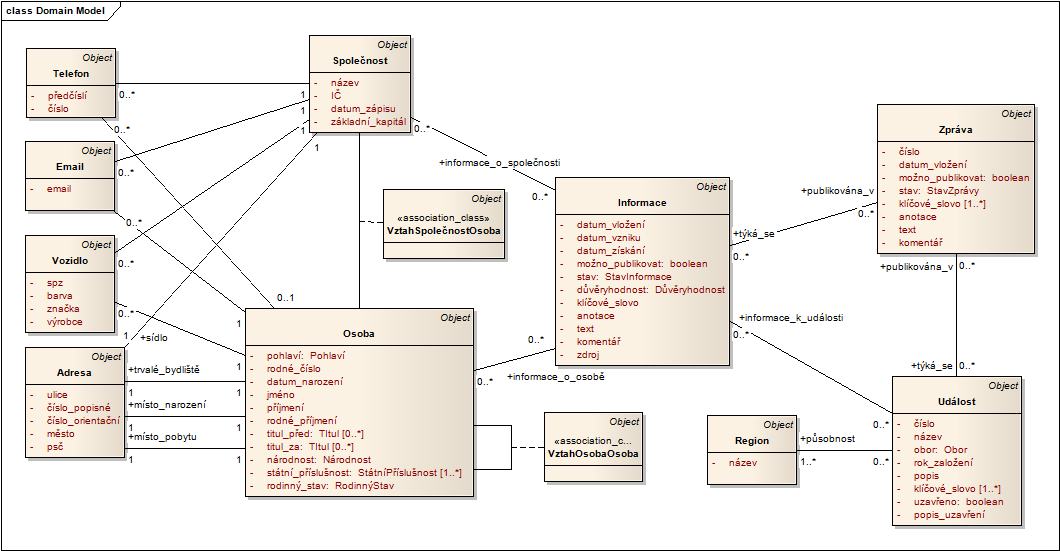 class Domain Model
Object
Telefon
- předčíslí
- číslo
Object
Email
- email
Object
Vozidlo
- spz
- barva
- značka
- výrobce
Object
Adresa
- ulice
- číslo_popisné
- číslo_orientační
- město
- psč
Object
Společnost
- název
- IČ
- datum_zápisu
- základní_kapitál
Object
«association_class»
VztahSpolečnostOsoba
Object
Osoba
- pohlaví: Pohlaví
- rodné_číslo
- datum_narození
- jméno
- příjmení
- rodné_příjmení
- titul_před: TItul [0..*]
- titul_za: TItul [0..*]
- národnost: Národnost
- státní_příslušnost: StátníPříslušnost [1..*]
- rodinný_stav: RodinnýStav
Object
«association_c...
VztahOsobaOsoba
Object
Informace
- datum_vložení
- datum_vzniku
- datum_získání
- možno_publikovat: boolean
- stav: StavInformace
- důvěryhodnost: Důvěryhodnost
- klíčové_slovo
- anotace
- text
- komentář
- zdroj
Object
Zpráva
- číslo
- datum_vložení
- možno_publikovat: boolean
- stav: StavZprávy
- klíčové_slovo [1..*]
- anotace
- text
- komentář
Object
Region
- název
Object
Událost
- číslo
- název
- obor: Obor
- rok_založení
- popis
- klíčové_slovo [1..*]
- uzavřeno: boolean
- popis_uzavření
0..*
1
0..*
0..1
0..*
1
0..*
1
0..*
1
0..*
1
1
+sídlo
1
+trvalé_bydliště
1
1
+místo_narození
1
1
+místo_pobytu
1
1
0..*
+informace_o_společnosti
0..*
0..*
0..*
+informace_o_osobě
+publikována_v
0..*
+týká_se
0..*
+publikována_v
0..*
+týká_se
0..*
+informace_k_události
0..*
0..*
+působnost
1..*
0..*